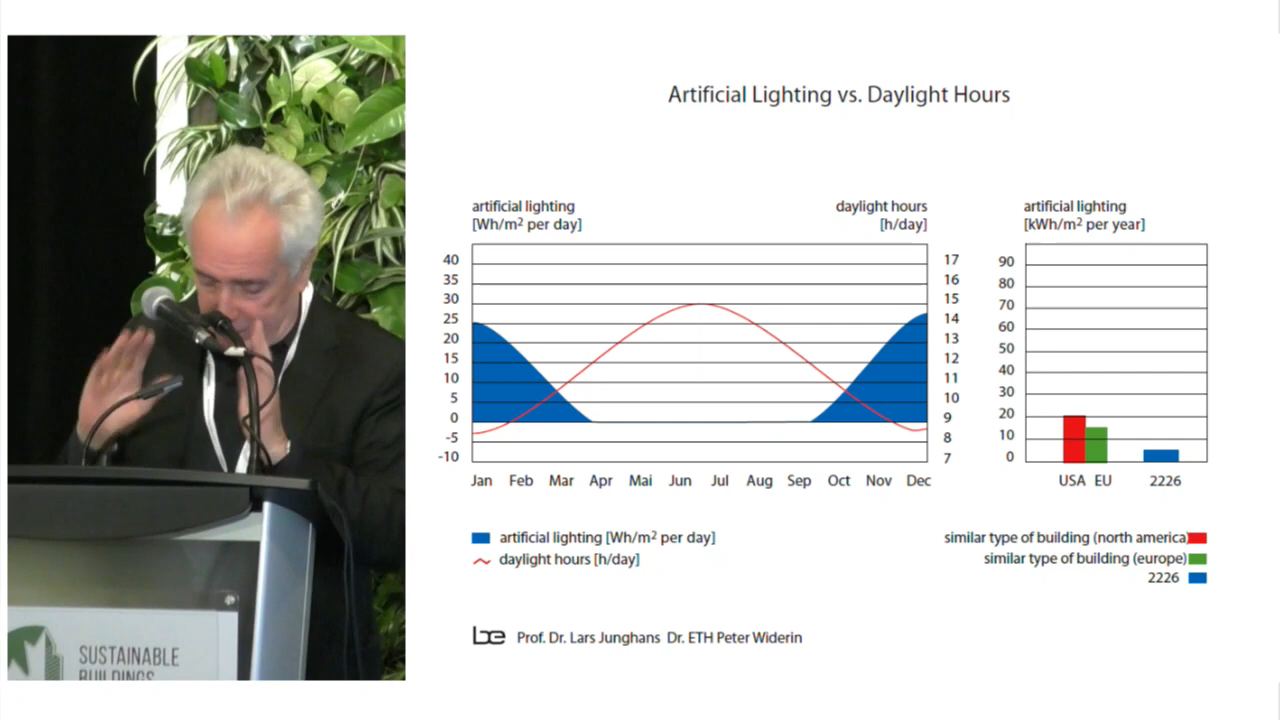 Artificial Lighting vs. Daylight Hours
artificial lighting
[Wh/m² per day]
daylight hours
[h/day]
artificial lighting
[kWh/m² per year]
40
35
30
25
20
15
10
5
0
-5
-10
17
16
15
14
13
12
11
10
9
8
7
90
80
70
60
50
40
30
20
10
0
Jan Feb Mar Apr Mai Jun Jul Aug Sep Oct Nov Dec
USA EU 2226
artificial lighting [Wh/m² per day]
daylight hours [h/day]
similar type of building (north america)
similar type of building (europe)
2226
be Prof. Dr. Lars Junghans Dr. ETH Peter Widerin
SUSTAINABLE
BUILDINGS